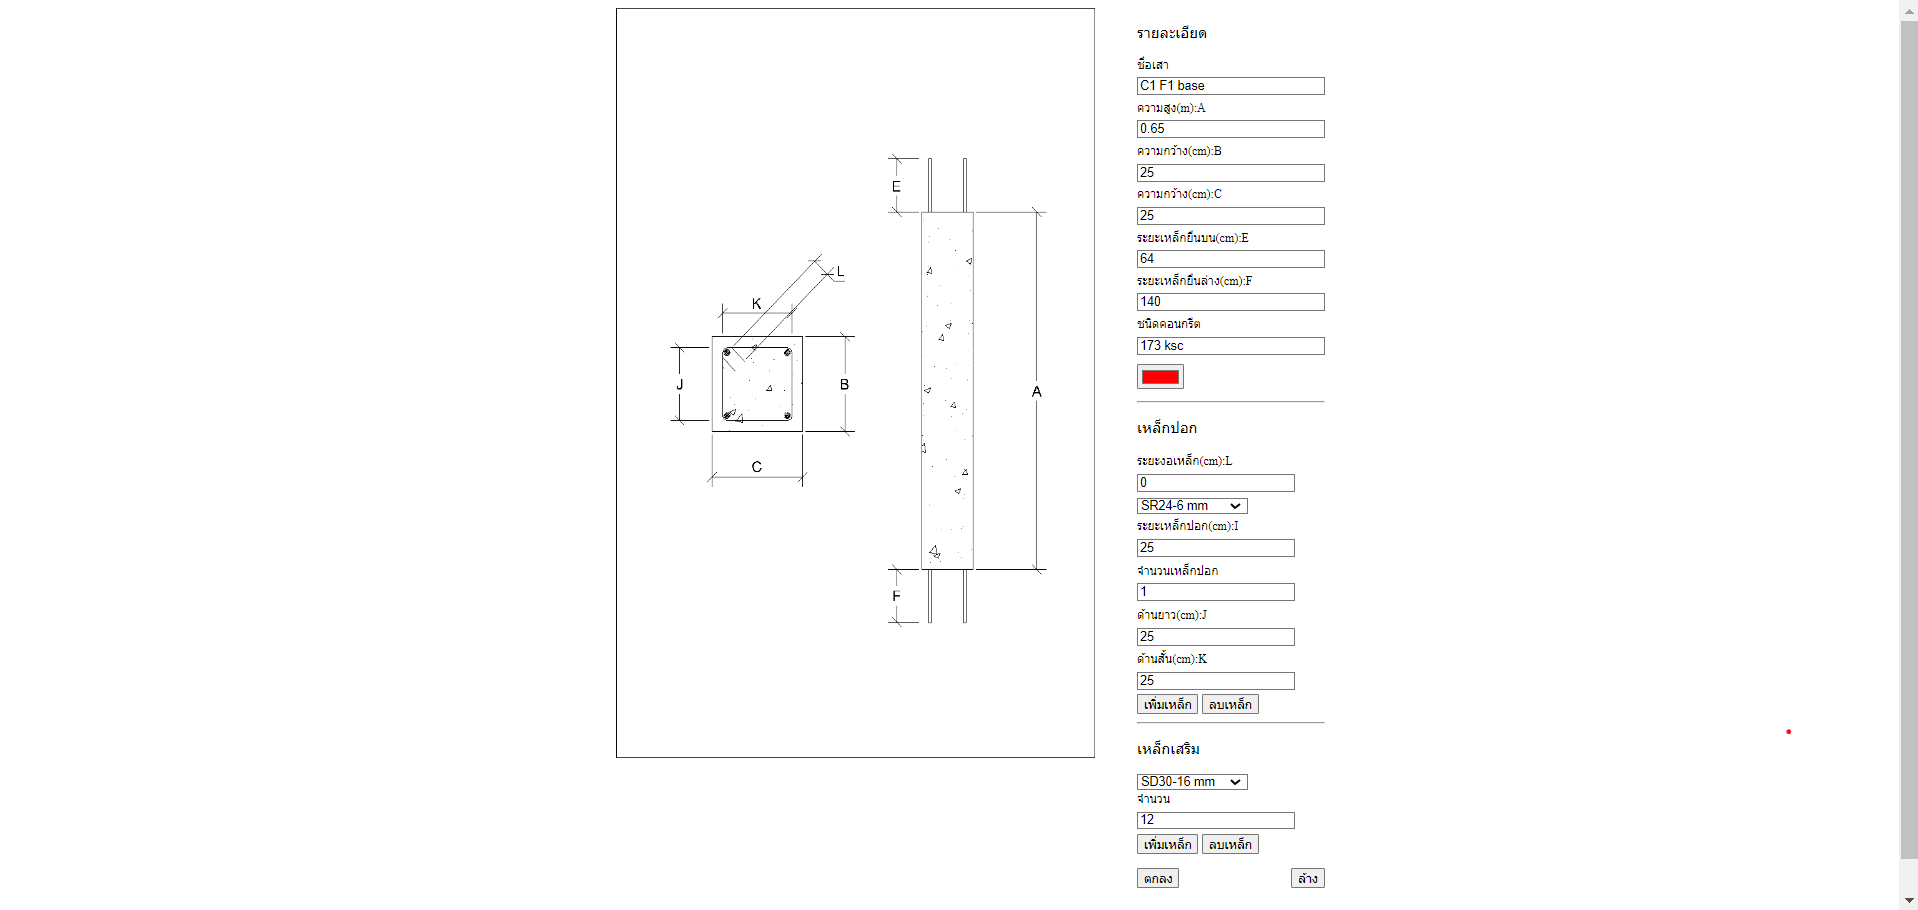 E
L
K
J
B
A
C
F
รายละเอียด
ชื่อเสา
C1 F1 base
ความสูง(m):A
0.65
ความกว้าง(cm):B
25
ความกว้าง(cm):C
25
ระยะเหล็กยื่นบน(cm):E
64
ระยะเหล็กยื่นล่าง(cm):F
140
ชนิดคอนกรีต
173 ksc
เหล็กปอก
ระยะงอเหล็ก(cm):L
0
SR24-6 mm
ระยะเหล็กปอก(cm):I
25
จำนวนเหล็กปอก
1
ด้านยาว(cm):J
25
ด้านสั้น(cm):K
25
เพิ่มเหล็ก ลบเหล็ก
เหล็กเสริม
SD30-16 mm
จำนวน
12
เพิ่มเหล็ก ลบเหล็ก
ตกลง ล้าง